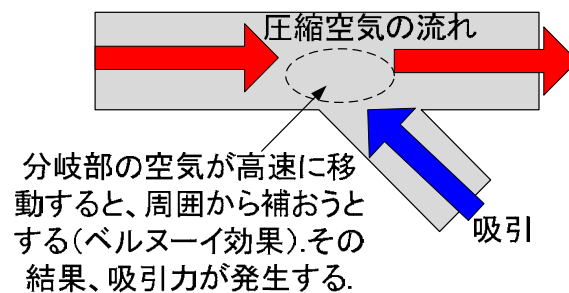 圧縮空気の流れ
分岐部の空気が高速に移
動すると、周囲から補おうと
する(ベルヌーイ効果).その
結果、吸引力が発生する.
吸引